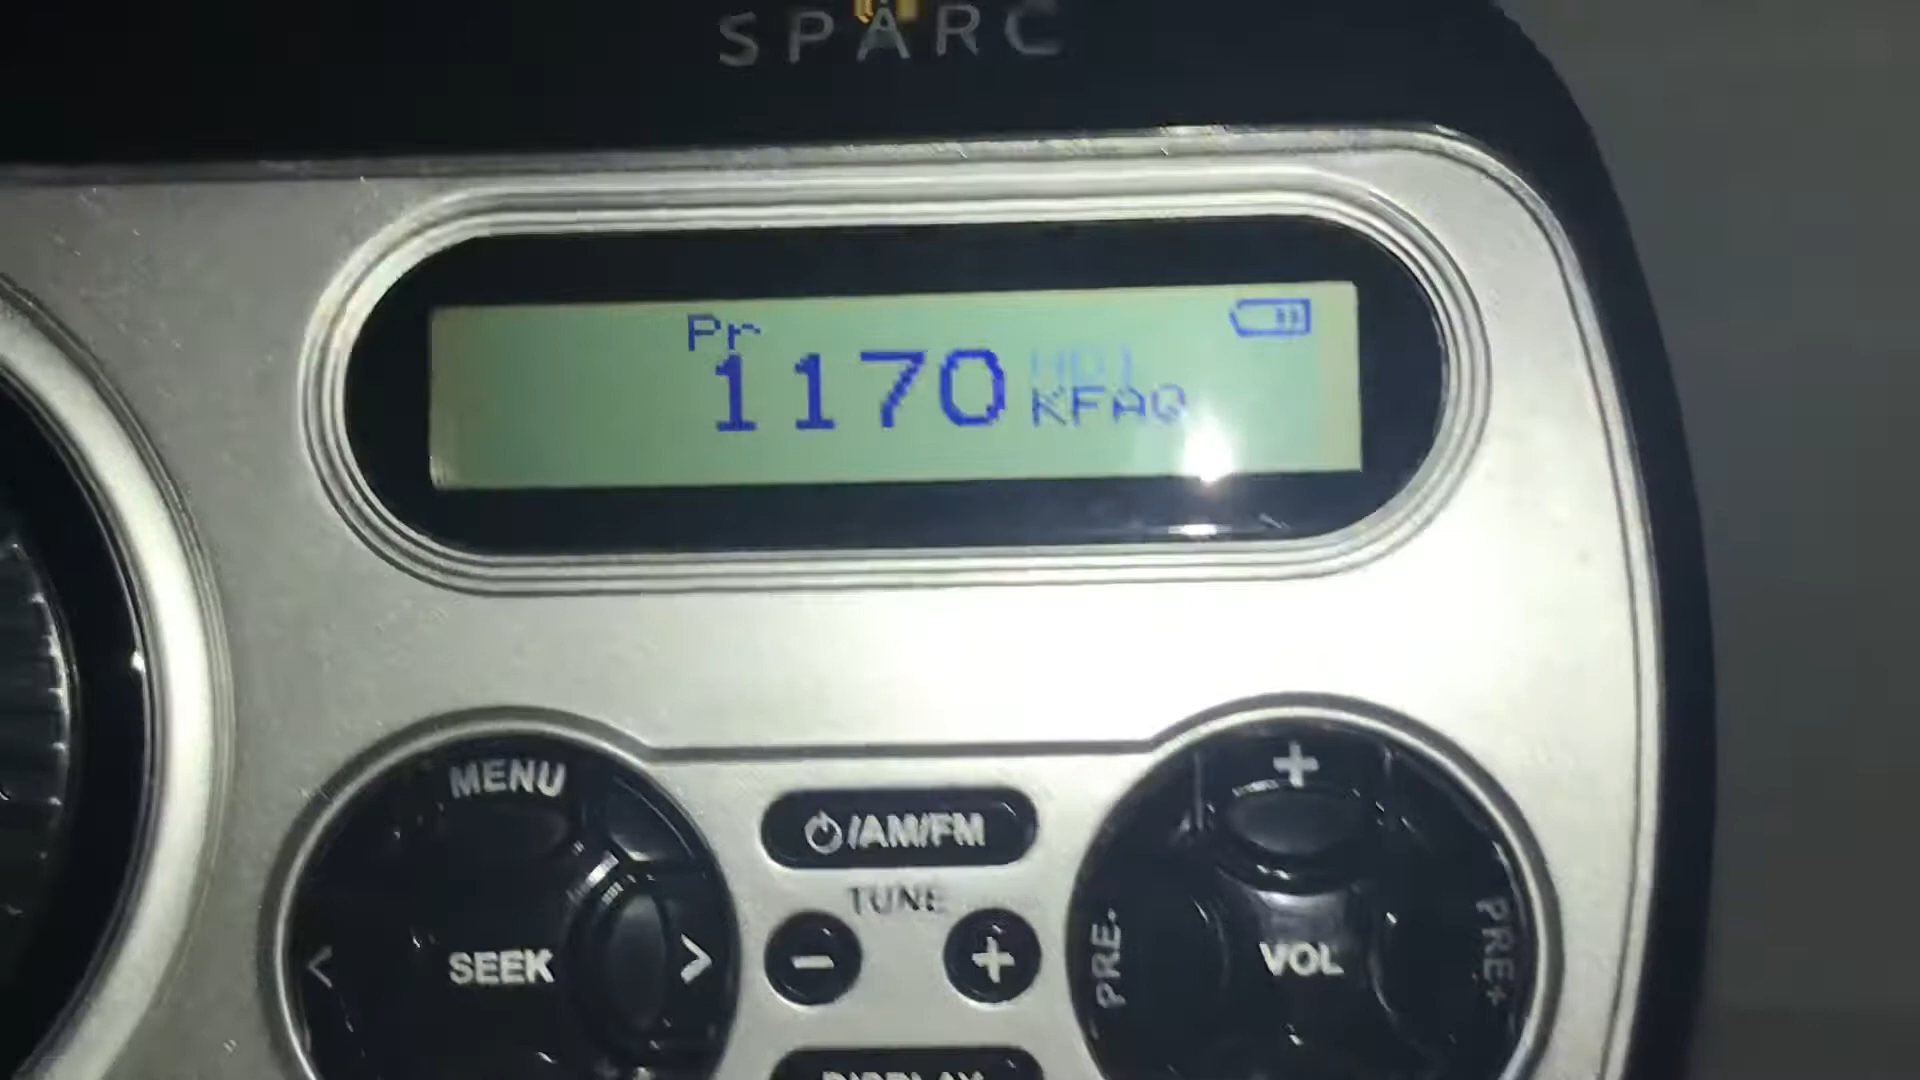 SPARC
Pr
1170 HD1
KFAQ
MENU
⏻/AM/FM
TUNE
+
< SEEK >
− +
PRE- VOL PRE+
DISPLAY